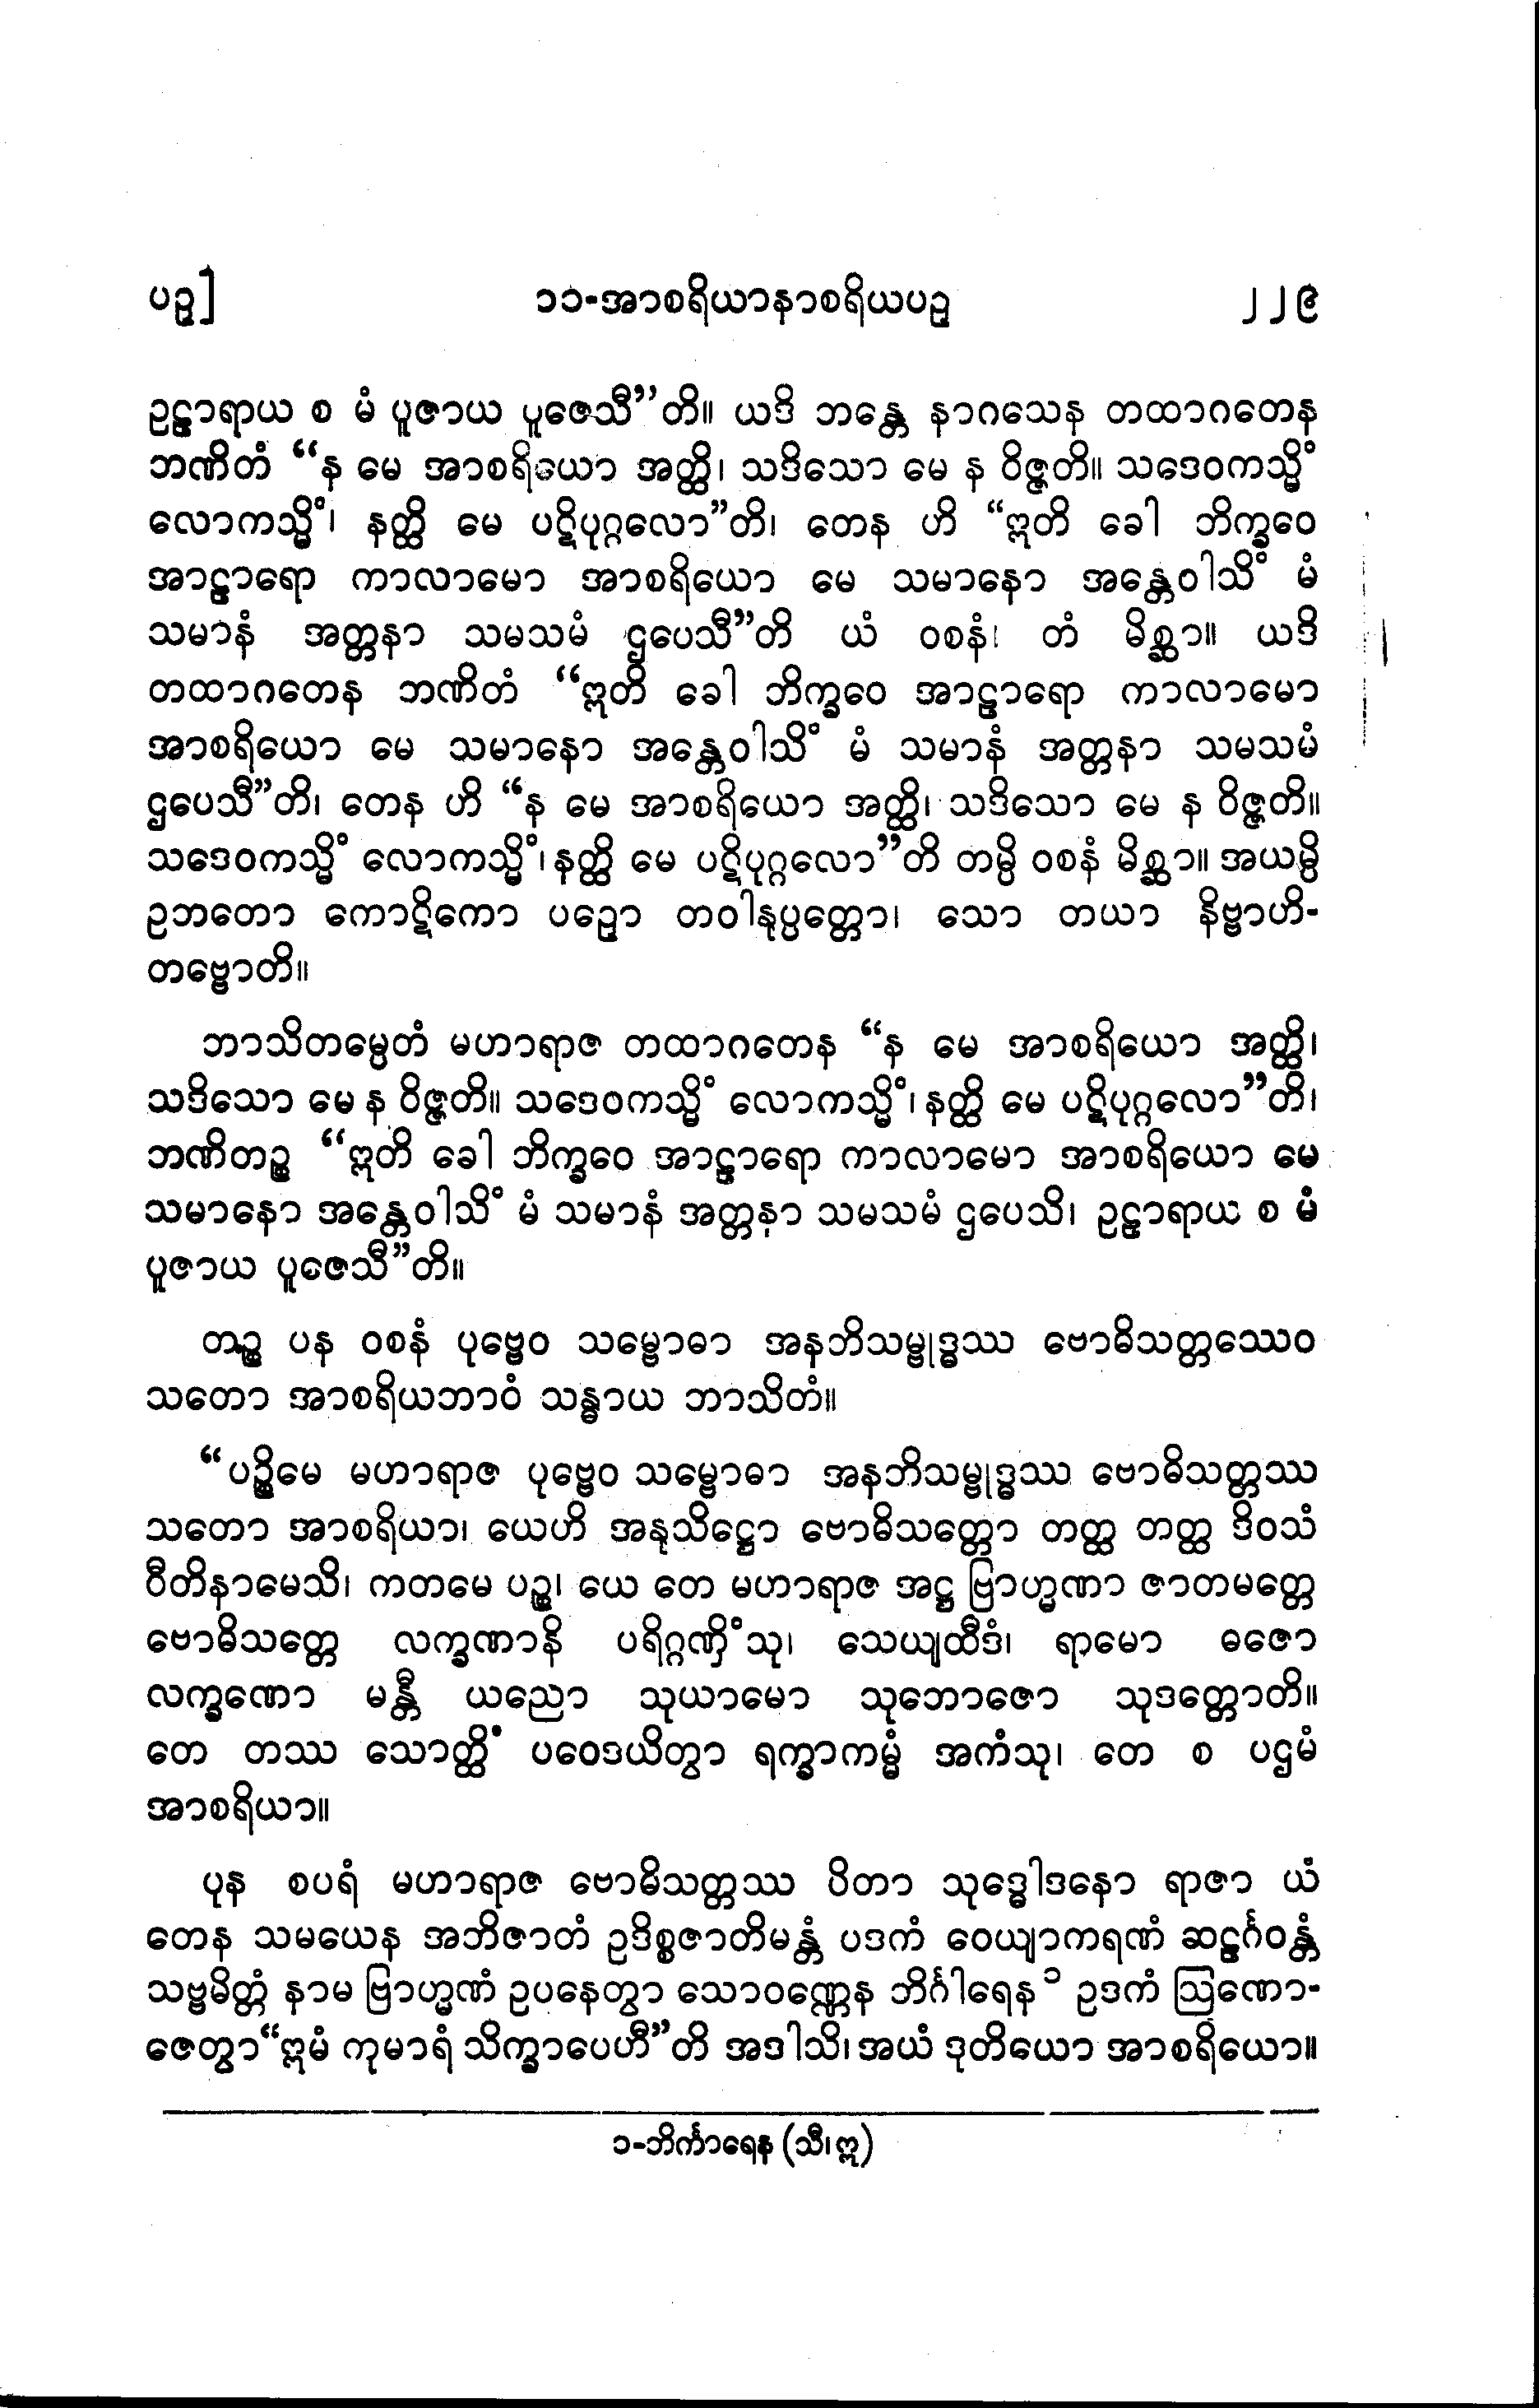 ပဉှ]
၁၁-အာစရိယာနာစရိယပဉှ
၂၂၉
ဥဠာရာယ စ မံ ပူဇာယ ပူဇေသီ”တိ။ ယဒိ ဘန္တေ နာဂသေန တထာဂတေန
ဘဏိတံ “န မေ အာစရိယော အတ္ထိ၊ သဒိသော မေ န ဝိဇ္ဇတိ။ သဒေဝကသ္မိံ
လောကသ္မိံ၊ နတ္ထိ မေ ပဋိပုဂ္ဂလော”တိ၊ တေန ဟိ “ဣတိ ခေါ ဘိက္ခဝေ
အာဠာရော ကာလာမော အာစရိယော မေ သမာနော အန္တေဝါသိံ မံ
သမာနံ အတ္တနာ သမသမံ ဌပေသီ”တိ ယံ ဝစနံ၊ တံ မိစ္ဆာ။ ယဒိ
တထာဂတေန ဘဏိတံ “ဣတိ ခေါ ဘိက္ခဝေ အာဠာရော ကာလာမော
အာစရိယော မေ သမာနော အန္တေဝါသိံ မံ သမာနံ အတ္တနာ သမသမံ
ဌပေသီ”တိ၊ တေန ဟိ “န မေ အာစရိယော အတ္ထိ၊ သဒိသော မေ န ဝိဇ္ဇတိ။
သဒေဝကသ္မိံ လောကသ္မိံ၊ နတ္ထိ မေ ပဋိပုဂ္ဂလော”တိ တမ္ပိ ဝစနံ မိစ္ဆာ။ အယမ္ပိ
ဥဘတော ကောဋိကော ပဉှော တဝါနုပ္ပတ္တော၊ သော တယာ နိဗ္ဗာဟိ-
တဗ္ဗောတိ။
ဘာသိတမ္ပေတံ မဟာရာဇ တထာဂတေန “န မေ အာစရိယော အတ္ထိ၊
သဒိသော မေ န ဝိဇ္ဇတိ။ သဒေဝကသ္မိံ လောကသ္မိံ၊ နတ္ထိ မေ ပဋိပုဂ္ဂလော”တိ၊
ဘဏိတဉ္စ “ဣတိ ခေါ ဘိက္ခဝေ အာဠာရော ကာလာမော အာစရိယော မေ
သမာနော အန္တေဝါသိံ မံ သမာနံ အတ္တနာ သမသမံ ဌပေသိ၊ ဥဠာရာယ စ မံ
ပူဇာယ ပူဇေသီ”တိ။
တဉ္စ ပန ဝစနံ ပုဗ္ဗေဝ သမ္ဗောဓာ အနဘိသမ္ဗုဒ္ဓဿ ဗောဓိသတ္တဿေဝ
သတော အာစရိယဘာဝံ သန္ဓာယ ဘာသိတံ။
“ပဉ္စိမေ မဟာရာဇ ပုဗ္ဗေဝ သမ္ဗောဓာ အနဘိသမ္ဗုဒ္ဓဿ ဗောဓိသတ္တဿ
သတော အာစရိယာ၊ ယေဟိ အနုသိဋ္ဌော ဗောဓိသတ္တော တတ္ထ တတ္ထ ဒိဝသံ
ဝီတိနာမေသိ၊ ကတမေ ပဉ္စ၊ ယေ တေ မဟာရာဇ အဋ္ဌ ဗြာဟ္မဏာ ဇာတမတ္တေ
ဗောဓိသတ္တေ လက္ခဏာနိ ပရိဂ္ဂဏှိံသု၊ သေယျထိဒံ၊ ရာမော ဓဇော
လက္ခဏော မန္တီ ယညော သုယာမော သုဘောဇော သုဒတ္တောတိ။
တေ တဿ သောတ္ထိံ ပဝေဒယိတွာ ရက္ခာကမ္မံ အကံသု၊ တေ စ ပဌမံ
အာစရိယာ။
ပုန စပရံ မဟာရာဇ ဗောဓိသတ္တဿ ပိတာ သုဒ္ဓေါဒနော ရာဇာ ယံ
တေန သမယေန အဘိဇာတံ ဥဒိစ္စဇာတိမန္တံ ပဒကံ ဝေယျာကရဏံ ဆဠင်္ဂဝန္တံ
သဗ္ဗမိတ္တံ နာမ ဗြာဟ္မဏံ ဥပနေတွာ သောဝဏ္ဏေန ဘိင်္ဂါရေန ၁ ဥဒကံ ဩဏော-
ဇေတွာ“ဣမံ ကုမာရံ သိက္ခာပေဟီ”တိ အဒါသိ၊ အယံ ဒုတိယော အာစရိယော။
၁-ဘိင်္ကာရေန (သီ၊ ဣ)